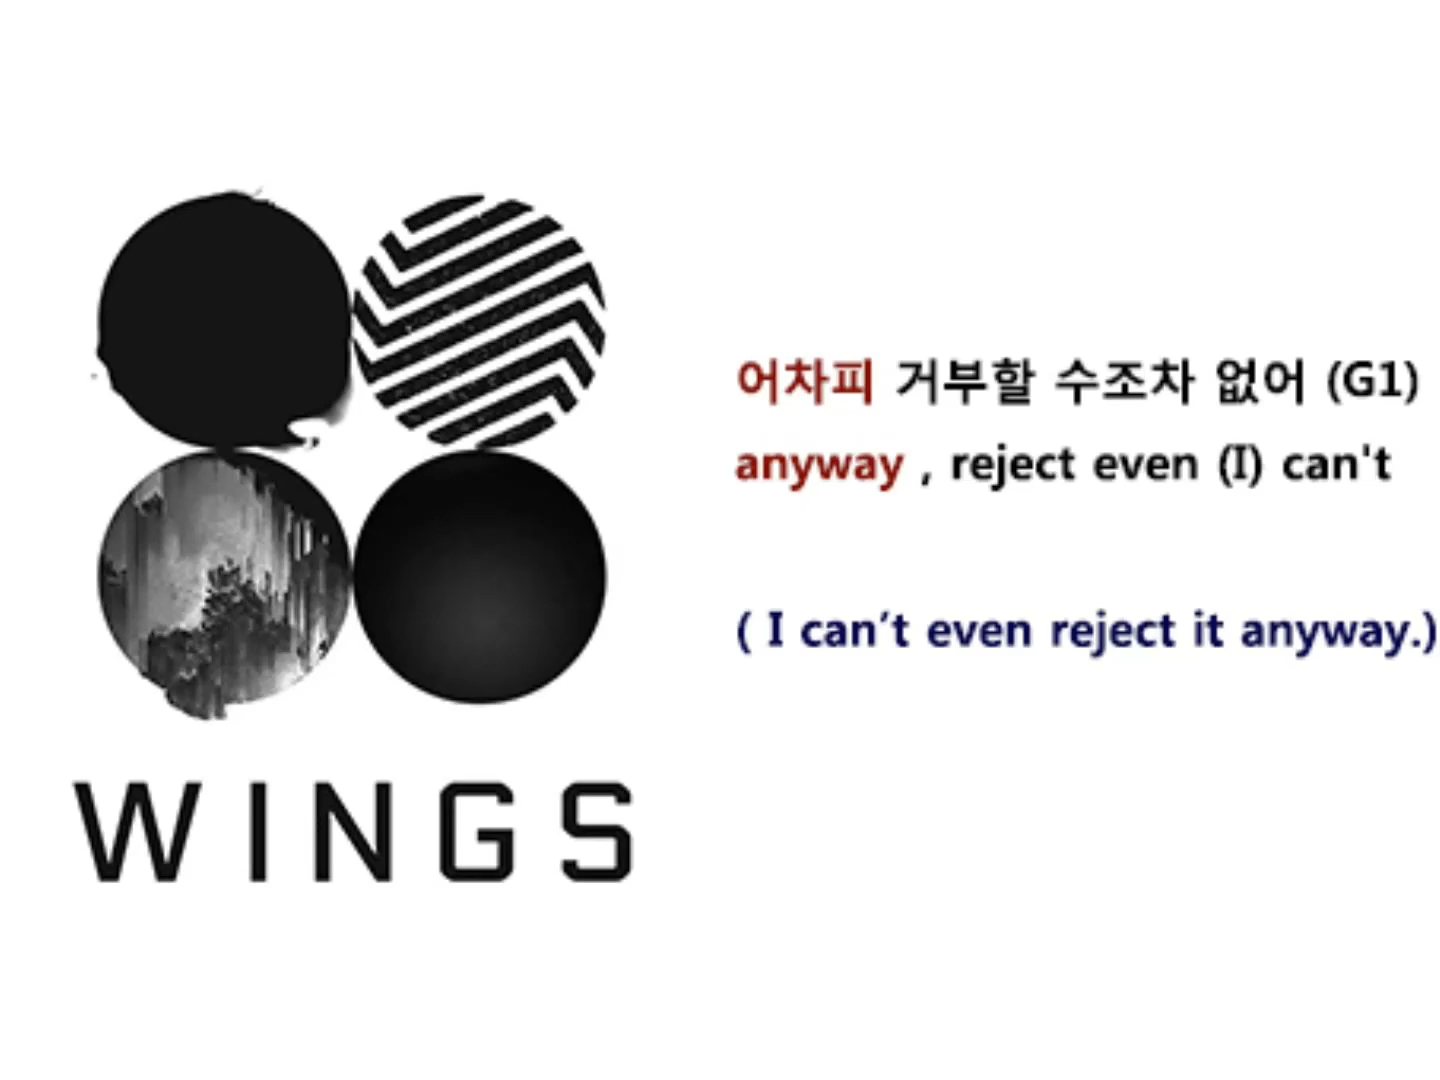 어차피 거부할 수조차 없어 (G1)
anyway , reject even (I) can't
( I can’t even reject it anyway.)
WINGS